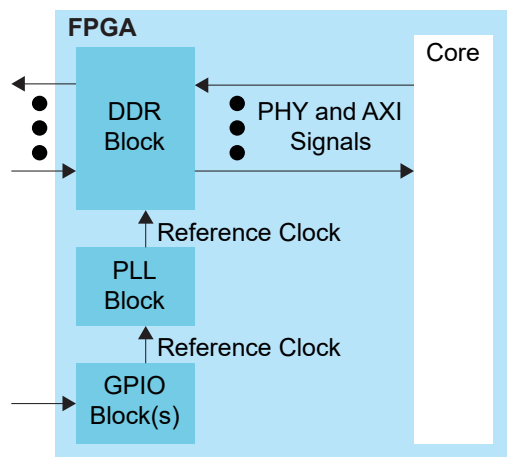 FPGA
Core
DDR
Block
PHY and AXI
Signals
Reference Clock
PLL
Block
Reference Clock
GPIO
Block(s)